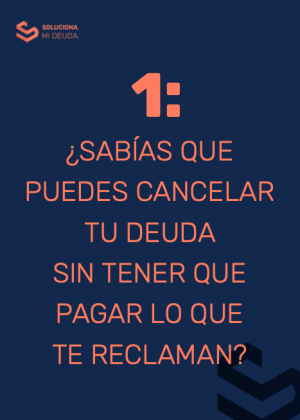 SOLUCIONA
MI DEUDA
1:
¿SABÍAS QUE
PUEDES CANCELAR
TU DEUDA
SIN TENER QUE
PAGAR LO QUE
TE RECLAMAN?